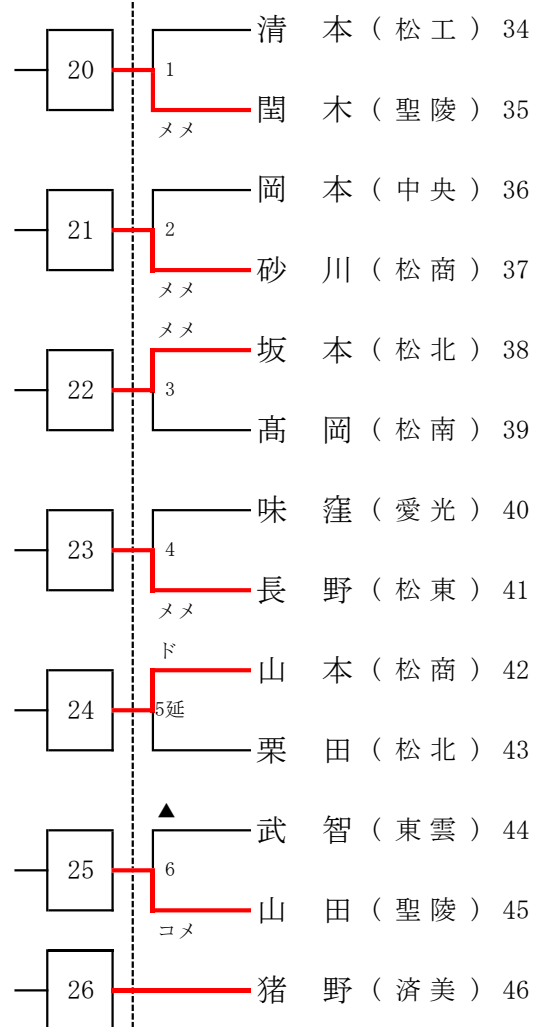 清 本 ( 松 工 ) 34
20 1
閏 木 ( 聖 陵 ) 35
メメ
岡 本 ( 中 央 ) 36
21 2
砂 川 ( 松 商 ) 37
メメ
メメ
坂 本 ( 松 北 ) 38
22 3
髙 岡 ( 松 南 ) 39
味 窪 ( 愛 光 ) 40
23 4
長 野 ( 松 東 ) 41
メメ
ド
山 本 ( 松 商 ) 42
24 5延
栗 田 ( 松 北 ) 43
▲
武 智 ( 東 雲 ) 44
25 6
山 田 ( 聖 陵 ) 45
コメ
26 猪 野 ( 済 美 ) 46